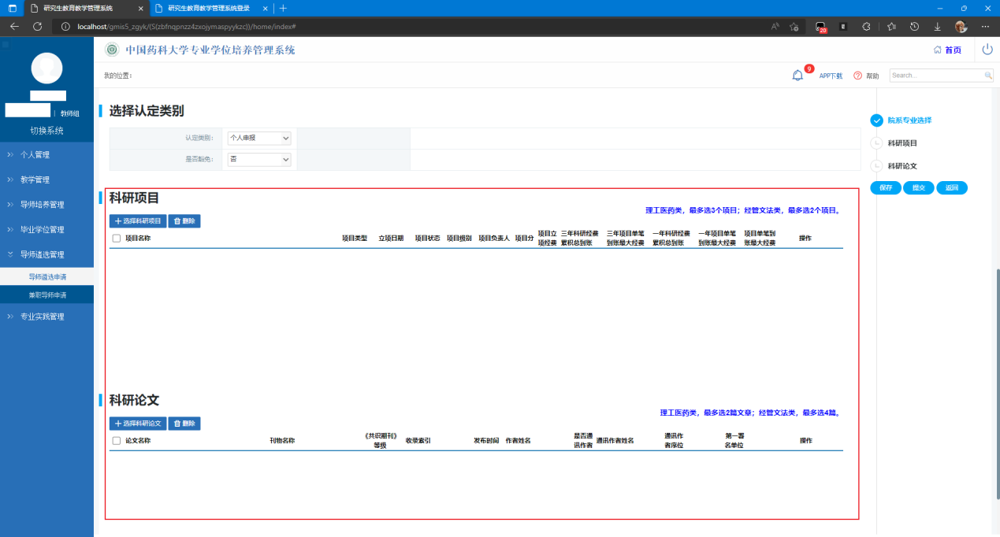 研究生教育教学管理系统
研究生教育教学管理系统登录
localhost/gmis5_zgyk/(S(zbfnqpnzz4zxojymaspyykzc))/home/index#
20
中国药科大学专业学位培养管理系统
首页
我的位置：
9
APP下载
帮助
Search...
教师组
切换系统
个人管理
教学管理
导师培养管理
毕业学位管理
导师遴选管理
导师遴选申请
兼职导师申请
专业实践管理
选择认定类别
认定类别： 个人申报
是否豁免： 否
科研项目
理工医药类，最多选3个项目；经管文法类，最多选2个项目。
选择科研项目 删除
项目名称 项目类型 立项日期 项目状态 项目级别 项目负责人 项目分 项目立项经费 三年科研经费累积总到账 三年项目单笔到账最大经费 一年科研经费累积总到账 一年项目单笔到账最大经费 项目单笔到账最大经费 操作
科研论文
理工医药类，最多选2篇文章；经管文法类，最多选4篇。
选择科研论文 删除
论文名称 刊物名称 《共识期刊》等级 收录索引 发布时间 作者姓名 是否通讯作者 通讯作者姓名 通讯作者序位 第一署名单位 操作
院系专业选择
科研项目
科研论文
保存 提交 返回